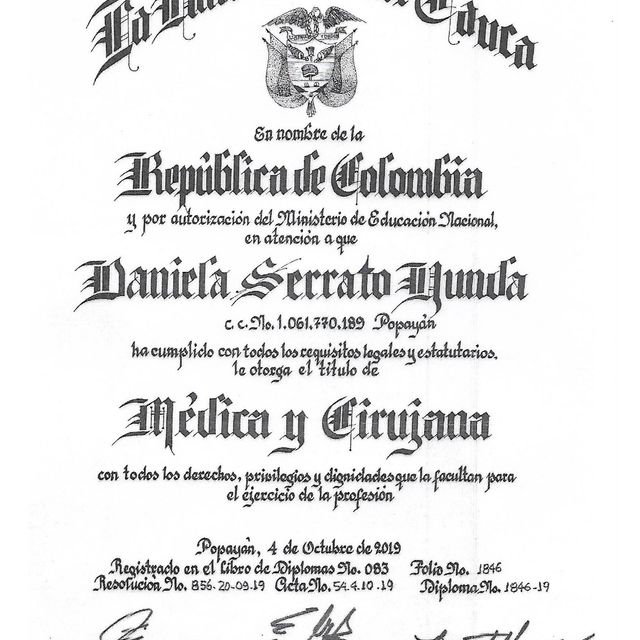 Educa
En nombre de la
República de Colombia
y por autorización del Ministerio de Educación Nacional,
en atención a que
Daniela Serrato Yunda
c.c. No. 1.061.770.189 Popayán
ha cumplido con todos los requisitos legales y estatutarios.
le otorga el título de
Médica y Cirujana
con todos los derechos, privilegios y dignidades que la facultan para
el ejercicio de la profesión
Popayán, 4 de Octubre de 2019
Registrado en el Libro de Diplomas No. 083 Folio No. 1846
Resolución No. 856-20-09-19 Acta No. 54-4-10-19 Diploma No. 1846-19